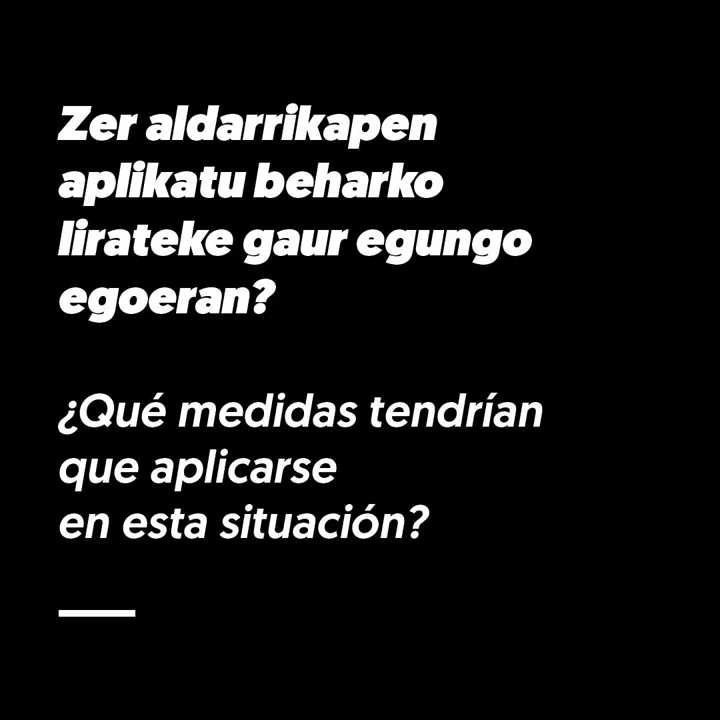 Zer aldarrikapen
aplikatu beharko
lirateke gaur egungo
egoeran?
¿Qué medidas tendrían
que aplicarse
en esta situación?